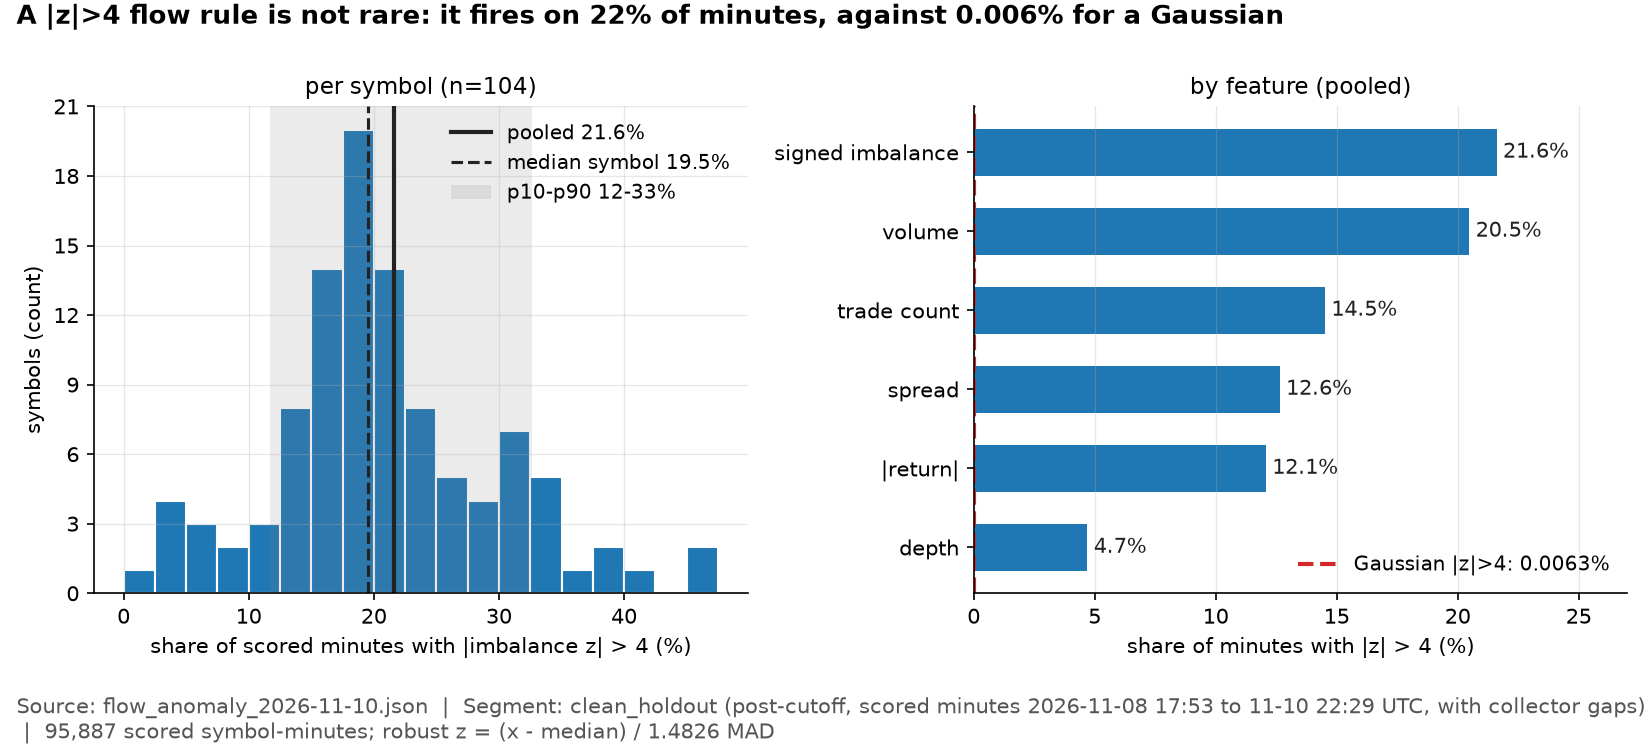 A |z|>4 flow rule is not rare: it fires on 22% of minutes, against 0.006% for a Gaussian
per symbol (n=104)
21
18
15
12
9
6
3
0
symbols (count)
pooled 21.6%
median symbol 19.5%
p10-p90 12-33%
0
10
20
30
40
share of scored minutes with |imbalance z| > 4 (%)
by feature (pooled)
signed imbalance
21.6%
volume
20.5%
trade count
14.5%
spread
12.6%
|return|
12.1%
depth
4.7%
Gaussian |z|>4: 0.0063%
0
5
10
15
20
25
share of minutes with |z| > 4 (%)
Source: flow_anomaly_2026-11-10.json | Segment: clean_holdout (post-cutoff, scored minutes 2026-11-08 17:53 to 11-10 22:29 UTC, with collector gaps)
| 95,887 scored symbol-minutes; robust z = (x - median) / 1.4826 MAD